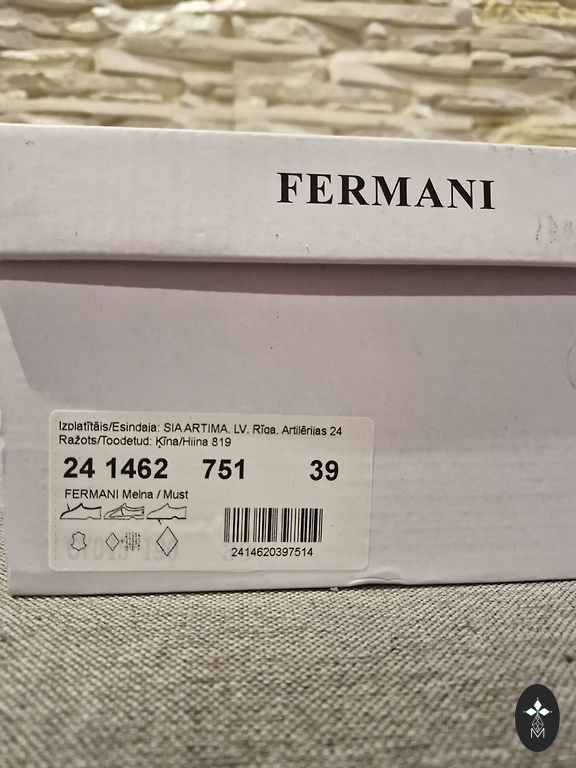 FERMANI
Izplatītājs/Esindaja: SIA ARTIMA, LV, Rīga, Artilērijas 24
Ražots/Toodetud: Ķīna/Hiina 819
24 1462 751 39
FERMANI Melna / Must
2414620397514
M